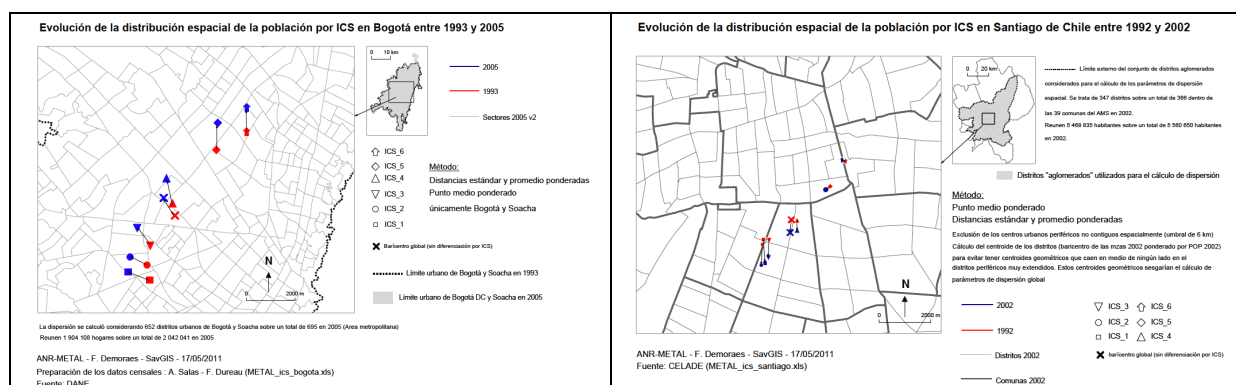 Evolución de la distribución espacial de la población por ICS en Bogotá entre 1993 y 2005
0 10 km
2005
1993
Sectores 2005 v2
ICS_6
ICS_5
ICS_4
ICS_3
ICS_2
ICS_1
Método:
Distancias estándar y promedio ponderadas
Punto medio ponderado
únicamente Bogotá y Soacha
Baricentro global (sin diferenciación por ICS)
Límite urbano de Bogotá y Soacha en 1993
Límite urbano de Bogotá DC y Soacha en 2005
N
0 2000 m
La dispersión se calculó considerando 652 distritos urbanos de Bogotá y Soacha sobre un total de 695 en 2005 (Area metropolitana)
Reunen 1 904 108 hogares sobre un total de 2 042 041 en 2005
ANR-METAL - F. Demoraes - SavGIS - 17/05/2011
Preparación de los datos censales : A. Salas - F. Dureau (METAL_ics_bogota.xls)
Fuente: DANE
Evolución de la distribución espacial de la población por ICS en Santiago de Chile entre 1992 y 2002
0 20 km
Límite externo del conjunto de distritos aglomerados
considerados para el cálculo de los parámetros de dispersión
espacial. Se trata de 347 distritos sobre un total de 366 dentro de
las 39 comunas del AMS en 2002.
Reunen 5 468 835 habitantes sobre un total de 5 560 650 habitantes
en 2002.
Distritos "aglomerados" utilizados para el cálculo de dispersión
Método:
Punto medio ponderado
Distancias estándar y promedio ponderadas
Exclusión de los centros urbanos periféricos no contiguos espacialmente (umbral de 6 km)
Cálculo del centroide de los distritos (baricentro de las mzas 2002 ponderado por POP 2002)
para evitar tener centroides geométricos que caen en medio de ningún lado en el
distritos periféricos muy extendidos. Estos centroides geométricos sesgarían el cálculo de
parámetros de dispersión global
2002
1992
Distritos 2002
Comunas 2002
ICS_3 ICS_6
ICS_2 ICS_5
ICS_1 ICS_4
baricentro global (sin diferenciación por ICS)
N
0 2000 m
ANR-METAL - F. Demoraes - SavGIS - 17/05/2011
Fuente: CELADE (METAL_ics_santiago.xls)